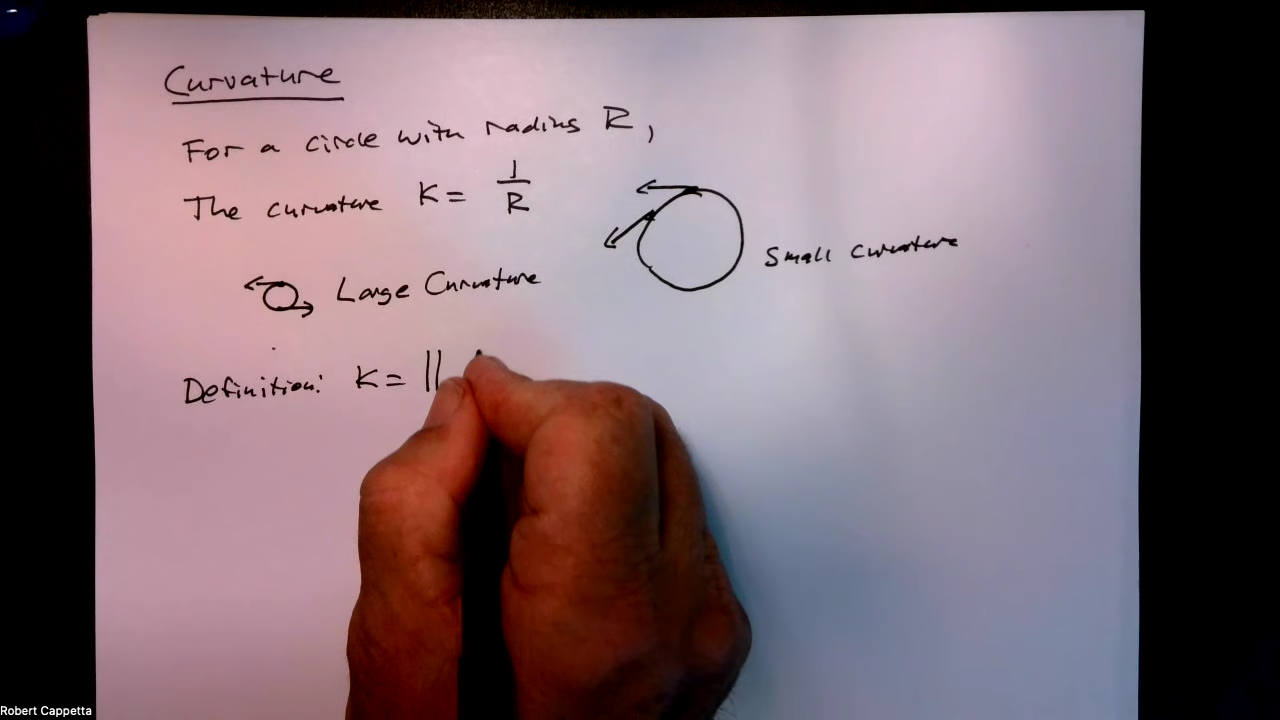 Curvature
For a circle with radius R,
The curvature K = 1/R
Small curvature
Large Curvature
Definition: K = ||
Robert Cappetta